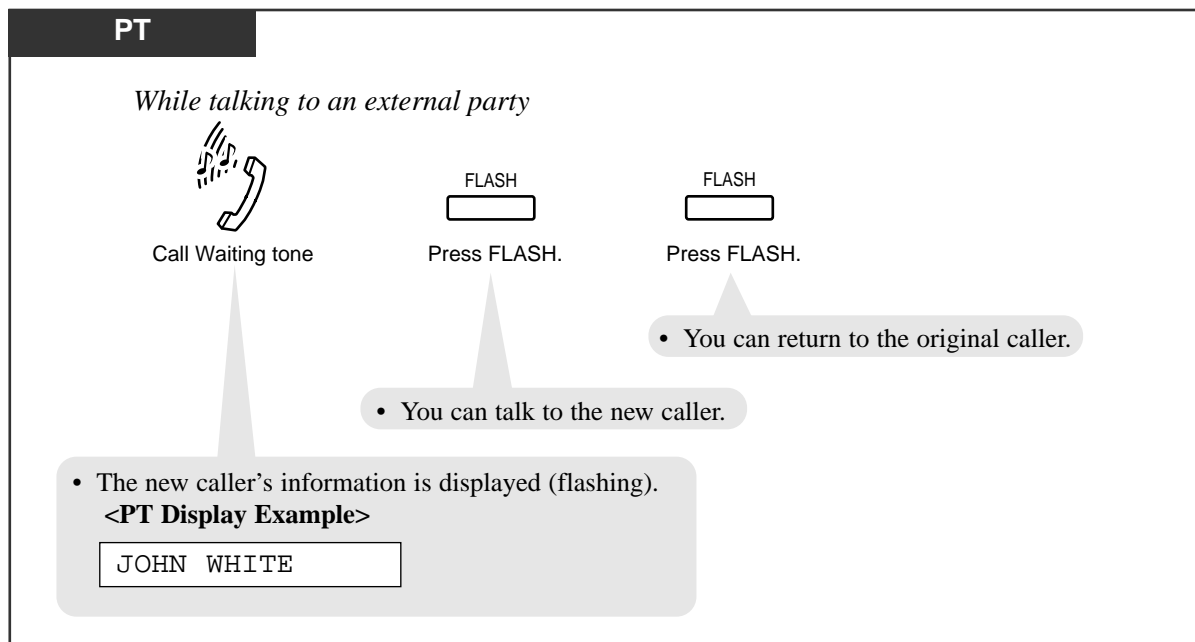 PT
While talking to an external party
FLASH FLASH
Call Waiting tone Press FLASH. Press FLASH.
• You can return to the original caller.
• You can talk to the new caller.
• The new caller’s information is displayed (flashing).
<PT Display Example>
JOHN WHITE